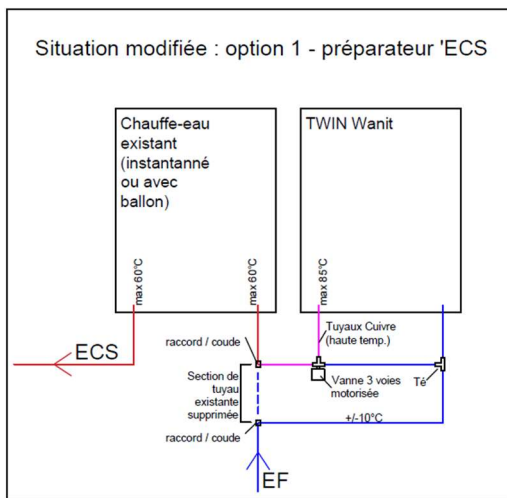 Situation modifiée : option 1 - préparateur 'ECS
Chauffe-eau
existant
(instantanné
ou avec
ballon)
TWIN Wanit
max 60°C
max 60°C
max 85°C
Tuyaux Cuivre
(haute temp.)
raccord / coude
ECS
Section de
tuyau
existante
supprimée
Vanne 3 voies
motorisée
Té
+/-10°C
raccord / coude
EF